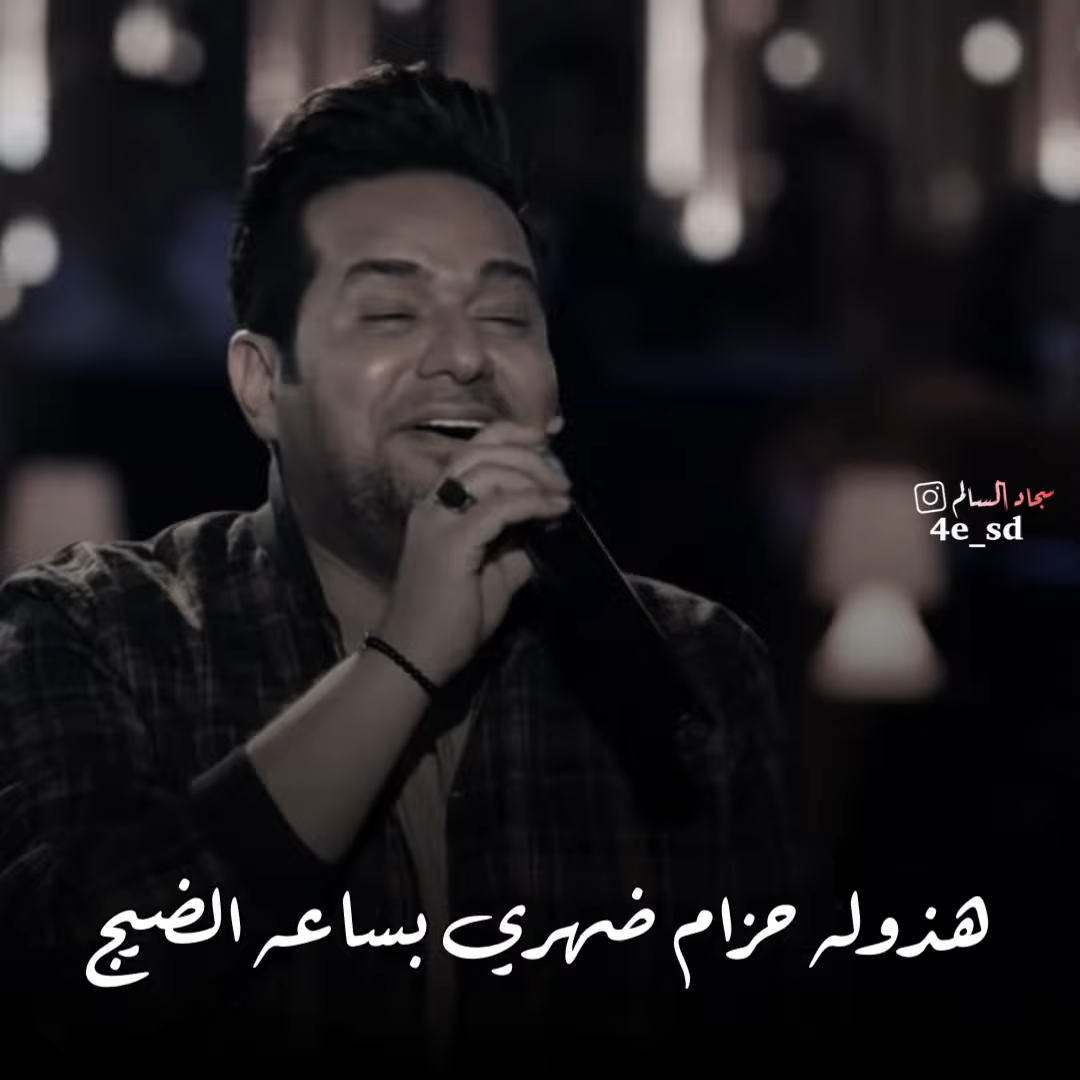 سجاد السالم
4e_sd
هذوله حزام ضهري بساعه الضيج